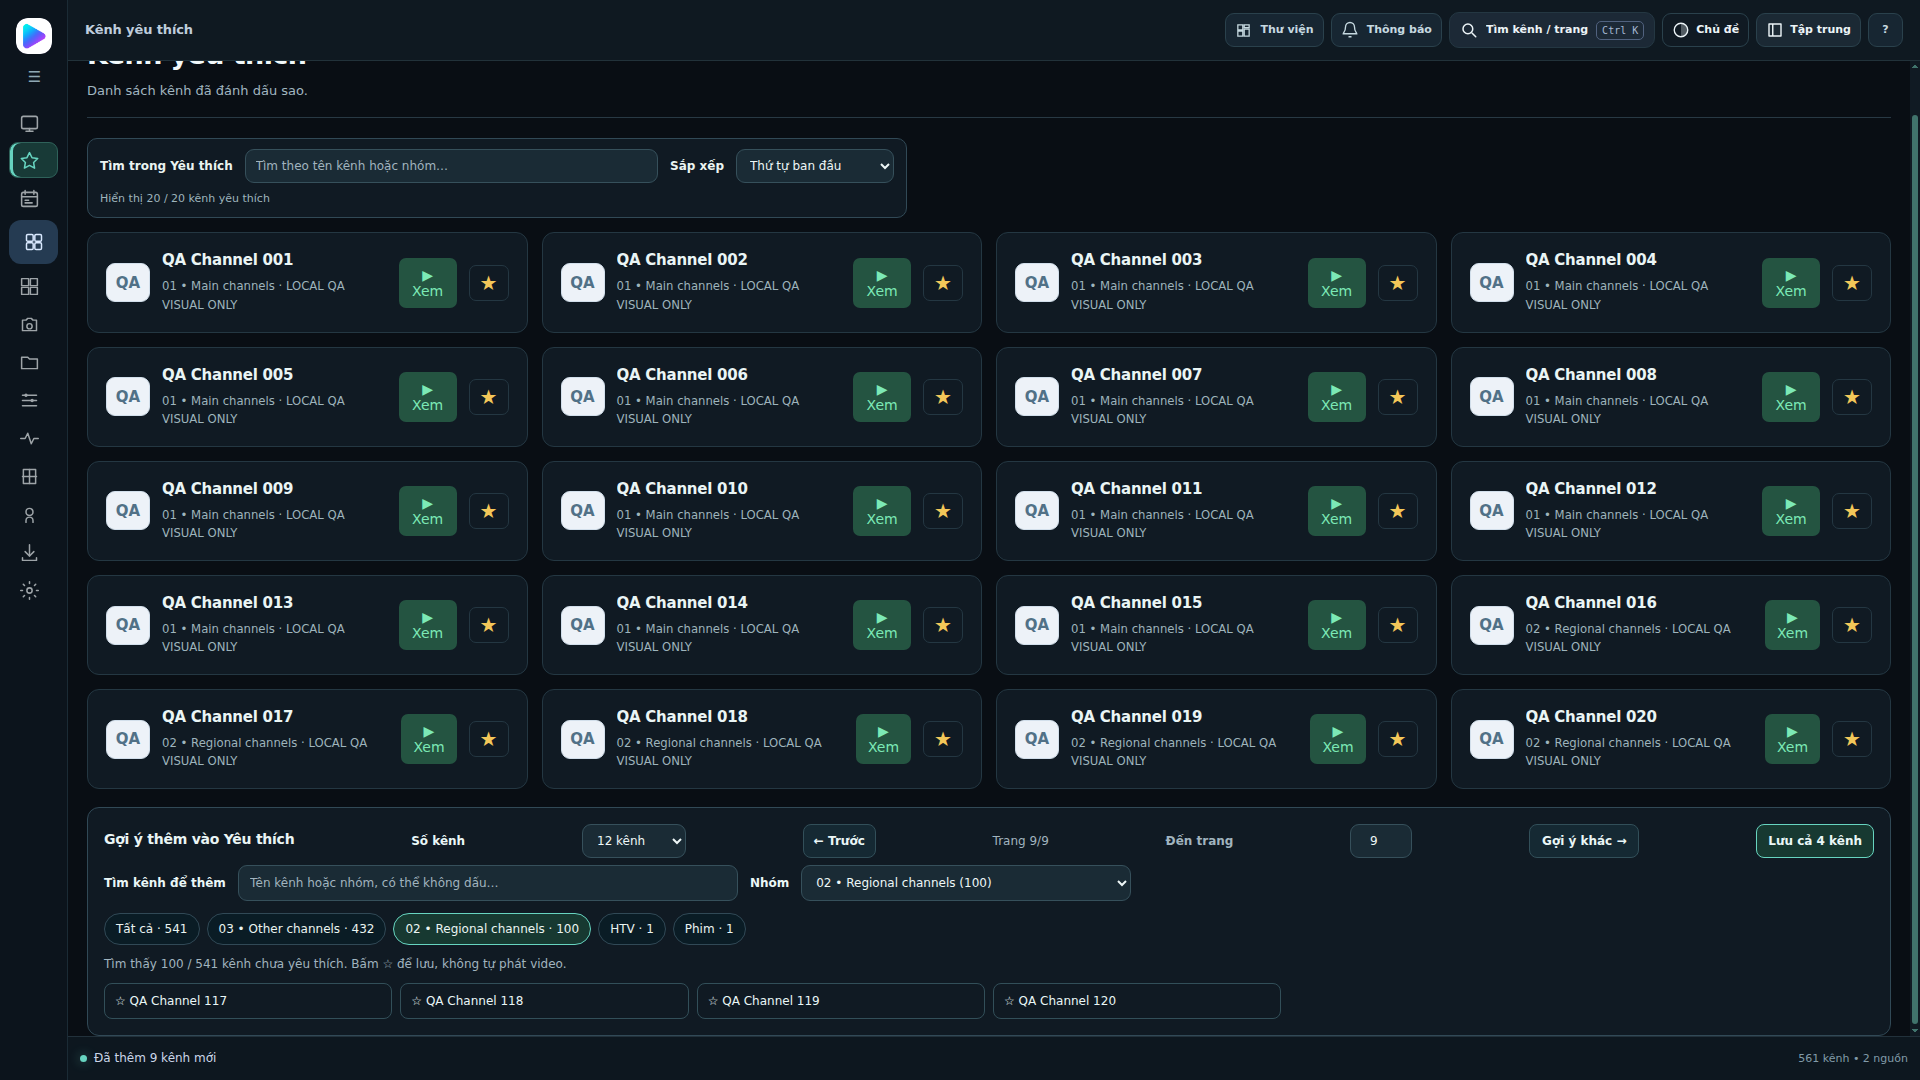 Kênh yêu thích
Thư viện
Thông báo
Tìm kênh / trang Ctrl K
Chủ đề
Tập trung
?
Kênh yêu thích
Danh sách kênh đã đánh dấu sao.
Tìm trong Yêu thích
Tìm theo tên kênh hoặc nhóm...
Sắp xếp
Thứ tự ban đầu
Hiển thị 20 / 20 kênh yêu thích
QA
QA Channel 001
01 • Main channels · LOCAL QA
VISUAL ONLY
▶
Xem
★
QA
QA Channel 002
01 • Main channels · LOCAL QA
VISUAL ONLY
▶
Xem
★
QA
QA Channel 003
01 • Main channels · LOCAL QA
VISUAL ONLY
▶
Xem
★
QA
QA Channel 004
01 • Main channels · LOCAL QA
VISUAL ONLY
▶
Xem
★
QA
QA Channel 005
01 • Main channels · LOCAL QA
VISUAL ONLY
▶
Xem
★
QA
QA Channel 006
01 • Main channels · LOCAL QA
VISUAL ONLY
▶
Xem
★
QA
QA Channel 007
01 • Main channels · LOCAL QA
VISUAL ONLY
▶
Xem
★
QA
QA Channel 008
01 • Main channels · LOCAL QA
VISUAL ONLY
▶
Xem
★
QA
QA Channel 009
01 • Main channels · LOCAL QA
VISUAL ONLY
▶
Xem
★
QA
QA Channel 010
01 • Main channels · LOCAL QA
VISUAL ONLY
▶
Xem
★
QA
QA Channel 011
01 • Main channels · LOCAL QA
VISUAL ONLY
▶
Xem
★
QA
QA Channel 012
01 • Main channels · LOCAL QA
VISUAL ONLY
▶
Xem
★
QA
QA Channel 013
01 • Main channels · LOCAL QA
VISUAL ONLY
▶
Xem
★
QA
QA Channel 014
01 • Main channels · LOCAL QA
VISUAL ONLY
▶
Xem
★
QA
QA Channel 015
01 • Main channels · LOCAL QA
VISUAL ONLY
▶
Xem
★
QA
QA Channel 016
02 • Regional channels · LOCAL QA
VISUAL ONLY
▶
Xem
★
QA
QA Channel 017
02 • Regional channels · LOCAL QA
VISUAL ONLY
▶
Xem
★
QA
QA Channel 018
02 • Regional channels · LOCAL QA
VISUAL ONLY
▶
Xem
★
QA
QA Channel 019
02 • Regional channels · LOCAL QA
VISUAL ONLY
▶
Xem
★
QA
QA Channel 020
02 • Regional channels · LOCAL QA
VISUAL ONLY
▶
Xem
★
Gợi ý thêm vào Yêu thích
Số kênh
12 kênh
← Trước
Trang 9/9
Đến trang
9
Gợi ý khác →
Lưu cả 4 kênh
Tìm kênh để thêm
Tên kênh hoặc nhóm, có thể không dấu...
Nhóm
02 • Regional channels (100)
Tất cả · 541
03 • Other channels · 432
02 • Regional channels · 100
HTV · 1
Phim · 1
Tìm thấy 100 / 541 kênh chưa yêu thích. Bấm ☆ để lưu, không tự phát video.
☆ QA Channel 117
☆ QA Channel 118
☆ QA Channel 119
☆ QA Channel 120
Đã thêm 9 kênh mới
561 kênh • 2 nguồn